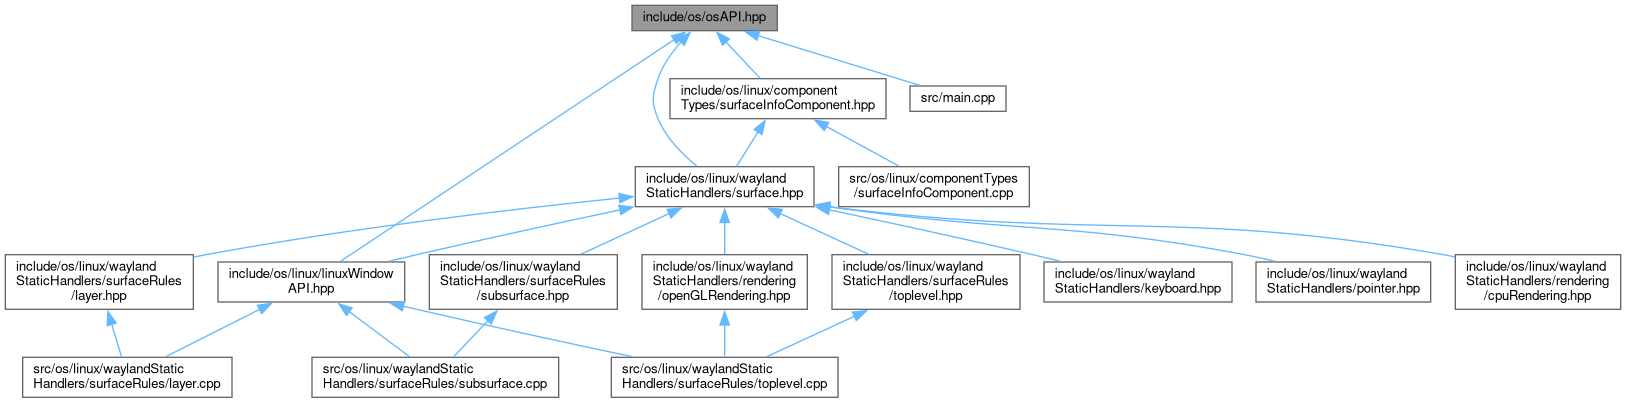 include/os/osAPI.hpp
include/os/linux/component
Types/surfaceInfoComponent.hpp
src/main.cpp
include/os/linux/wayland
StaticHandlers/surface.hpp
src/os/linux/componentTypes
/surfaceInfoComponent.cpp
include/os/linux/wayland
StaticHandlers/surfaceRules
/layer.hpp
include/os/linux/linuxWindow
API.hpp
include/os/linux/wayland
StaticHandlers/surfaceRules
/subsurface.hpp
include/os/linux/wayland
StaticHandlers/rendering
/openGLRendering.hpp
include/os/linux/wayland
StaticHandlers/surfaceRules
/toplevel.hpp
include/os/linux/wayland
StaticHandlers/keyboard.hpp
include/os/linux/wayland
StaticHandlers/pointer.hpp
include/os/linux/wayland
StaticHandlers/rendering
/cpuRendering.hpp
src/os/linux/waylandStatic
Handlers/surfaceRules/layer.cpp
src/os/linux/waylandStatic
Handlers/surfaceRules/subsurface.cpp
src/os/linux/waylandStatic
Handlers/surfaceRules/toplevel.cpp